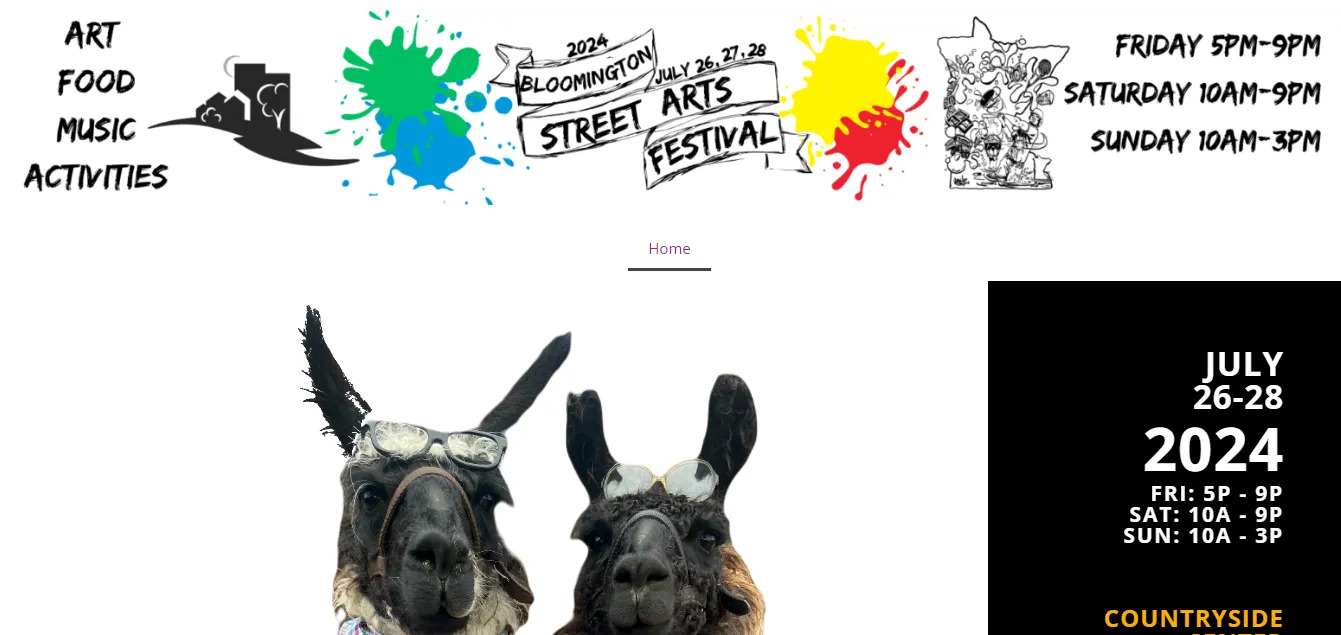 ART
FOOD
MUSIC
ACTIVITIES
2024
BLOOMINGTON
JULY 26, 27, 28
STREET ARTS
FESTIVAL
FRIDAY 5PM-9PM
SATURDAY 10AM-9PM
SUNDAY 10AM-3PM
Home
JULY
26-28
2024
FRI: 5P - 9P
SAT: 10A - 9P
SUN: 10A - 3P
COUNTRYSIDE